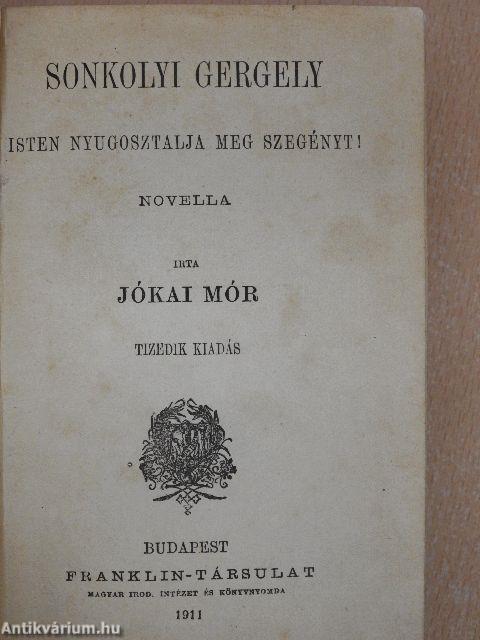 SONKOLYI GERGELY
ISTEN NYUGOSZTALJA MEG SZEGÉNYT!
NOVELLA
IRTA
JÓKAI MÓR
TIZEDIK KIADÁS
BUDAPEST
FRANKLIN-TÁRSULAT
MAGYAR IROD. INTÉZET ÉS KÖNYVNYOMDA
1911
Antikvárium.hu